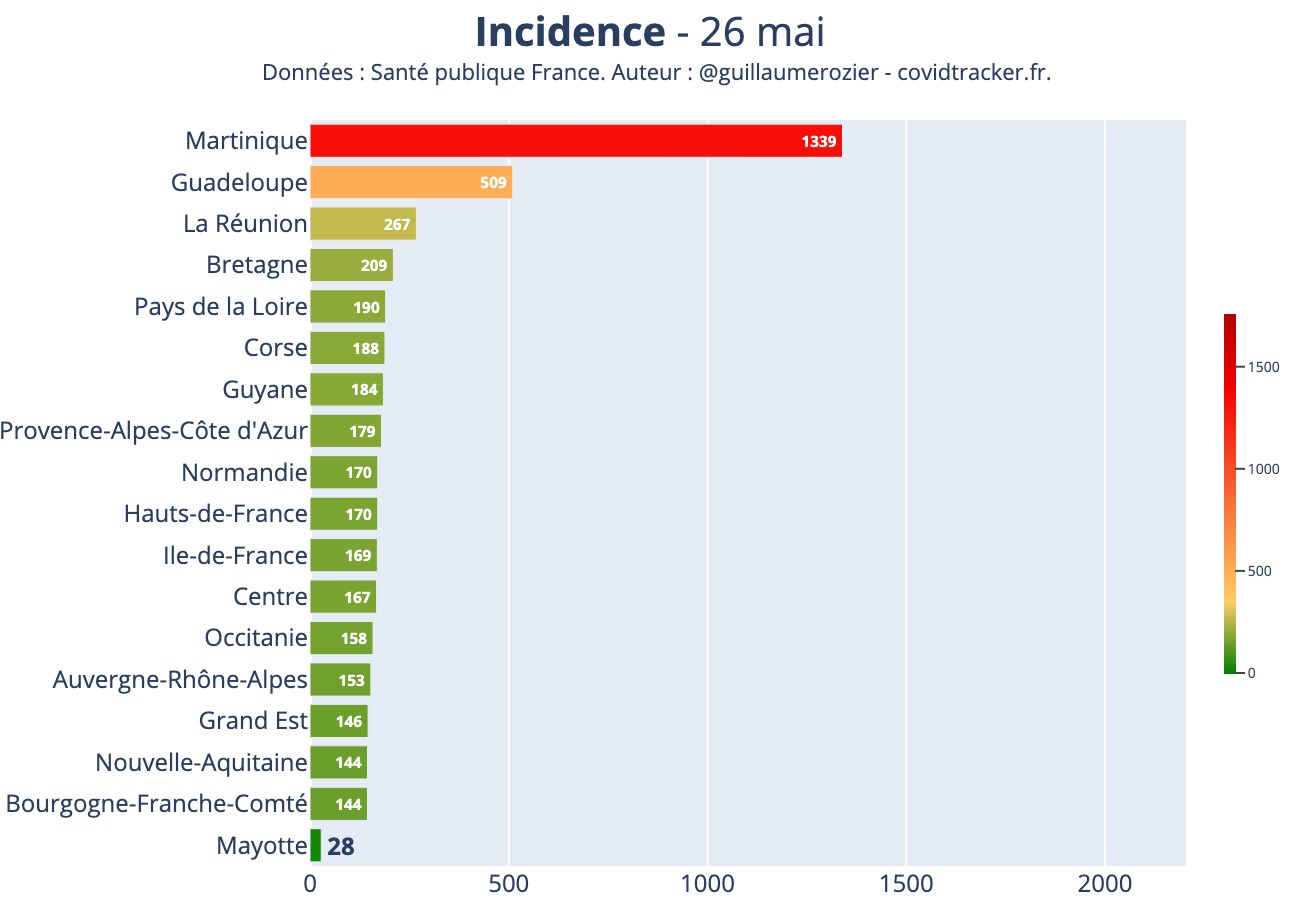 Incidence - 26 mai
Données : Santé publique France. Auteur : @guillaumerozier - covidtracker.fr.
Martinique 1339
Guadeloupe 509
La Réunion 267
Bretagne 209
Pays de la Loire 190
Corse 188
Guyane 184
Provence-Alpes-Côte d'Azur 179
Normandie 170
Hauts-de-France 170
Ile-de-France 169
Centre 167
Occitanie 158
Auvergne-Rhône-Alpes 153
Grand Est 146
Nouvelle-Aquitaine 144
Bourgogne-Franche-Comté 144
Mayotte 28
0 500 1000 1500 2000
1500
1000
500
0